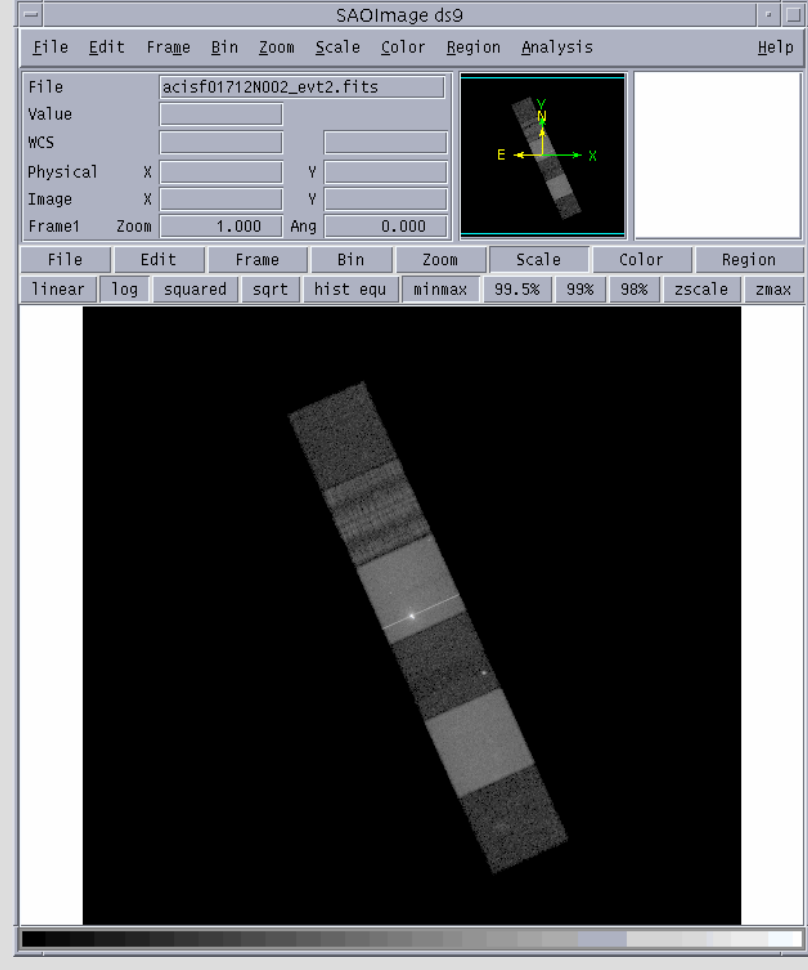 SAOImage ds9
File Edit Frame Bin Zoom Scale Color Region Analysis Help
File acisf01712N002_evt2.fits
Value
WCS
Physical X Y
Image X Y
Frame1 Zoom 1.000 Ang 0.000
Y
N
E X
File Edit Frame Bin Zoom Scale Color Region
linear log squared sqrt hist equ minmax 99.5% 99% 98% zscale zmax